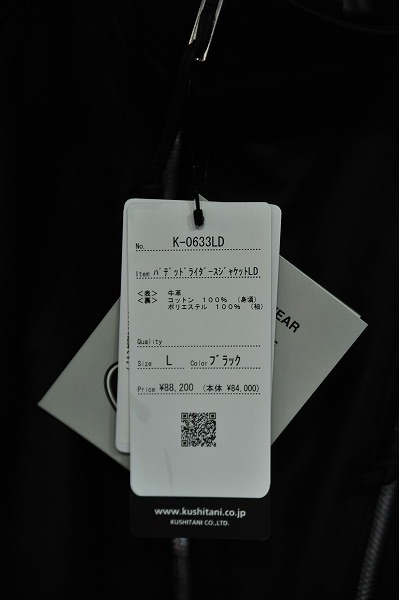 No. K-0633LD
Item パデッドライダースジャケットLD
<表> 牛革
<裏> コットン 100% (身濱)
ポリエステル 100% (袖)
Quality
Size L Color ブラック
Price ¥88,200 (本体 ¥84,000)
www.kushitani.co.jp
KUSHITANI CO.,LTD.